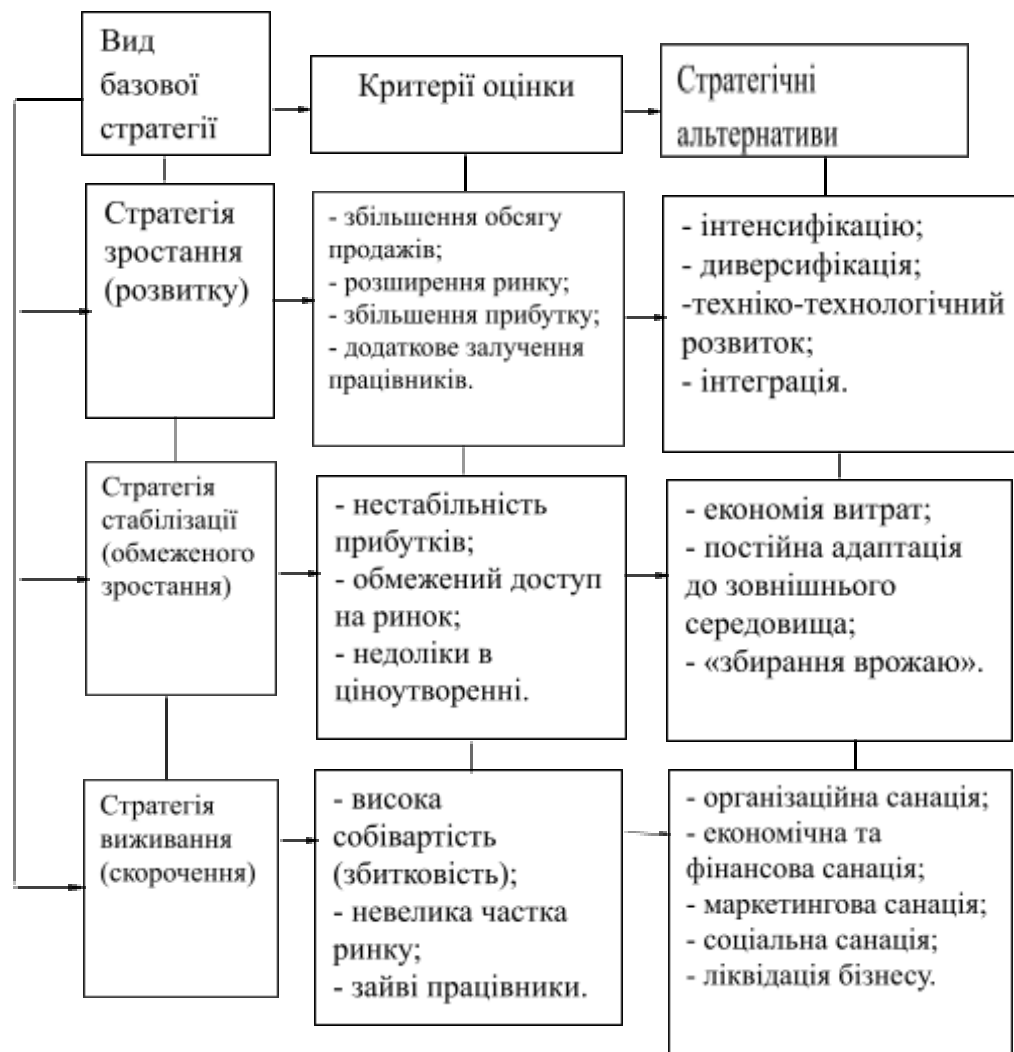 Вид
базової
стратегії
Критерії оцінки
Стратегічні
альтернативи
Стратегія
зростання
(розвитку)
- збільшення обсягу
продажів;
- розширення ринку;
- збільшення прибутку;
- додаткове залучення
працівників.
- інтенсифікацію;
- диверсифікація;
-техніко-технологічний
розвиток;
- інтеграція.
Стратегія
стабілізації
(обмеженого
зростання)
- нестабільність
прибутків;
- обмежений доступ
на ринок;
- недоліки в
ціноутворенні.
- економія витрат;
- постійна адаптація
до зовнішнього
середовища;
- «збирання врожаю».
Стратегія
виживання
(скорочення)
- висока
собівартість
(збитковість);
- невелика частка
ринку;
- зайві працівники.
- організаційна санація;
- економічна та
фінансова санація;
- маркетингова санація;
- соціальна санація;
- ліквідація бізнесу.